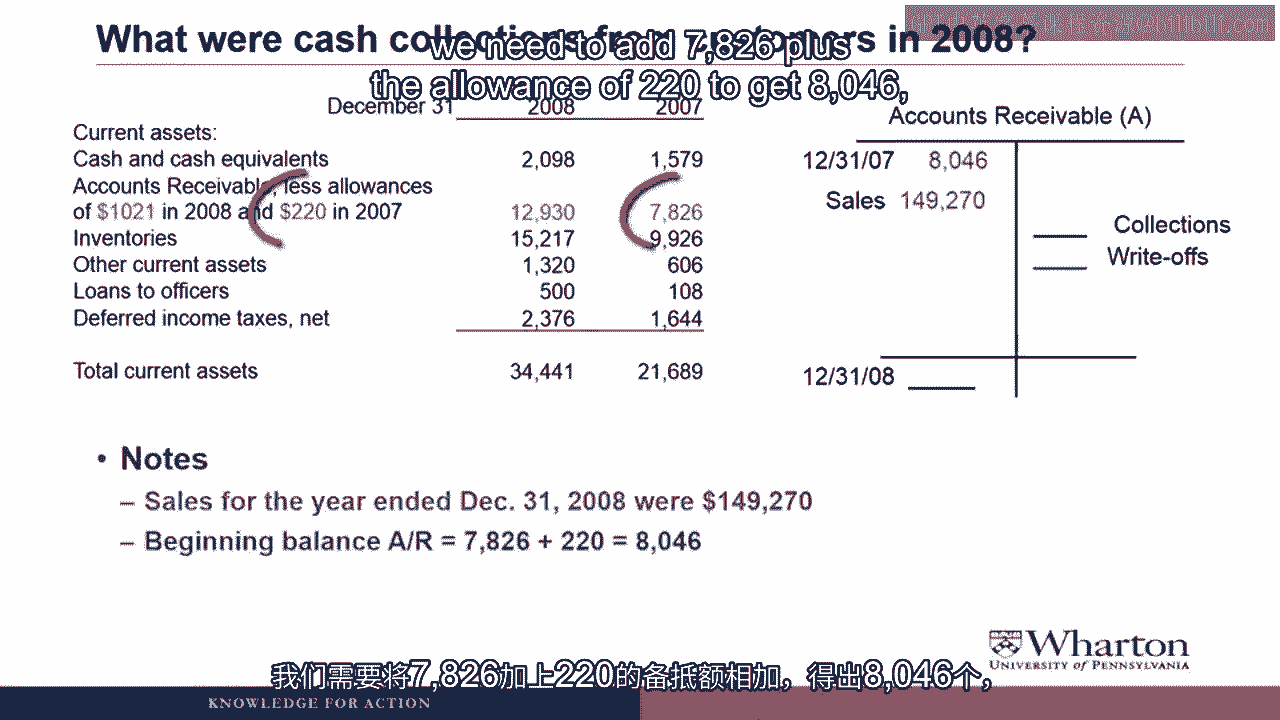 What were cash collections from customers in 2008?
we need to add 7,826 plus
the allowance of 220 to get 8,046,
December 31 2008 2007
Current assets:
Cash and cash equivalents 2,098 1,579
Accounts Receivable, less allowances
of $1021 in 2008 and $220 in 2007 12,930 7,826
Inventories 15,217 9,926
Other current assets 1,320 606
Loans to officers 500 108
Deferred income taxes, net 2,376 1,644
Total current assets 34,441 21,689
Accounts Receivable (A)
12/31/07 8,046
Sales 149,270
Collections
Write-offs
12/31/08
• Notes
– Sales for the year ended Dec. 31, 2008 were $149,270
– Beginning balance A/R = 7,826 + 220 = 8,046
我们需要将7,826加上220的备抵额相加，得出8,046个，
Wharton
UNIVERSITY of PENNSYLVANIA
KNOWLEDGE FOR ACTION